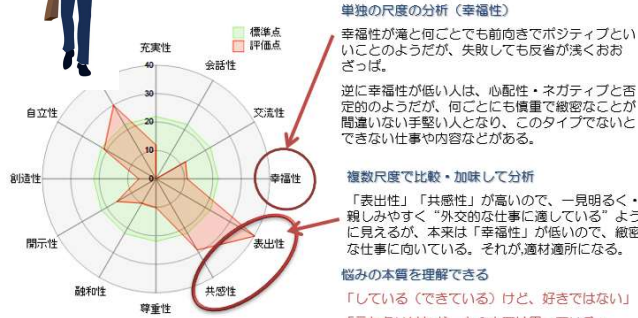 標準点
評価点
充実性
会話性
交流性
幸福性
表出性
共感性
尊重性
融和性
開示性
創造性
自立性
40
30
20
10
0
単独の尺度の分析（幸福性）
幸福性が滝と何ごとでも前向きでポジティブとい
いことのようだが、失敗しても反省が浅くおお
ざっぱ。
逆に幸福性が低い人は、心配性・ネガティブと否
定的のようだが、何ごとにも慎重で緻密なことが
間違いない手堅い人となり、このタイプでないと
できない仕事や内容などがある。
複数尺度で比較・加味して分析
「表出性」「共感性」が高いので、一見明るく・
親しみやすく“外交的な仕事に適している”よう
に見えるが、本来は「幸福性」が低いので、緻密
な仕事に向いている。それが,適材適所になる。
悩みの本質を理解できる
「している（できている）けど、好きではない」